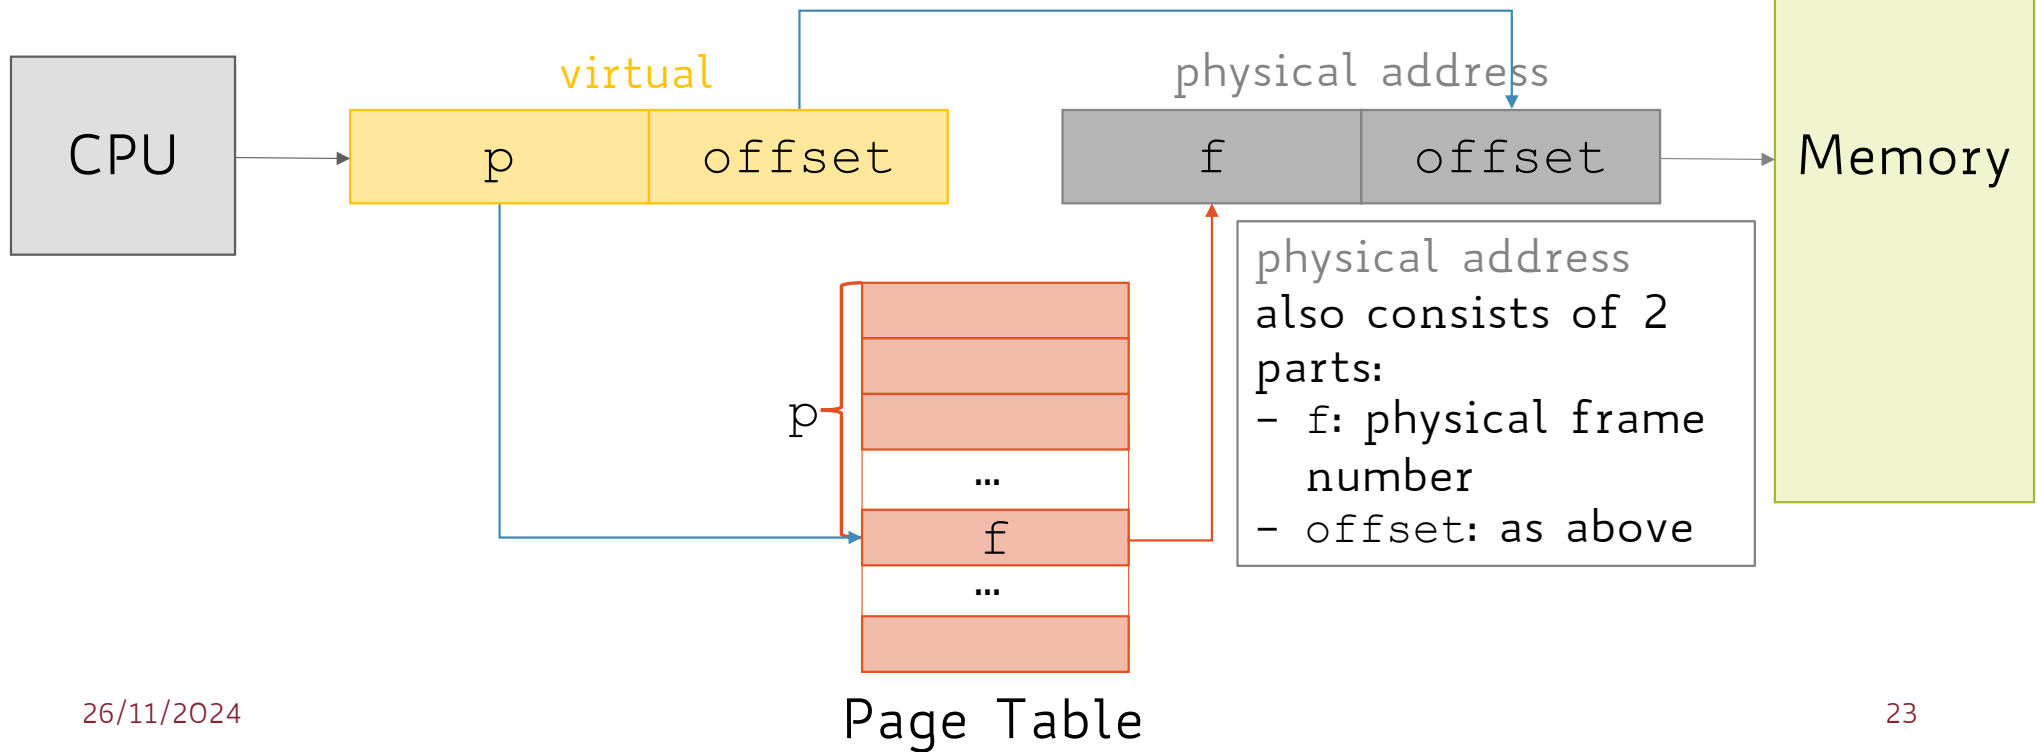 virtual
physical address
CPU
p
offset
f
offset
Memory
physical address
also consists of 2
parts:
- f: physical frame
number
- offset: as above
p
…
f
…
Page Table
26/11/2024
23